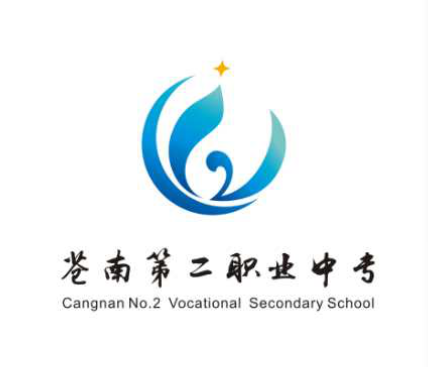 苍南第二职业中专
Cangnan No.2 Vocational Secondary School